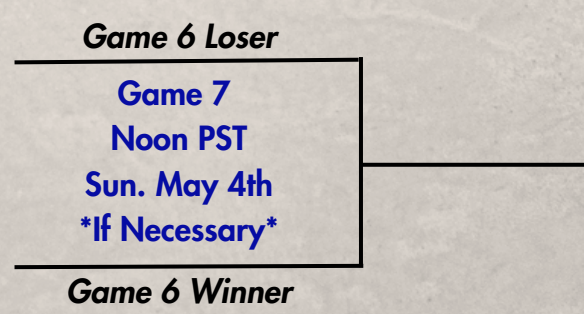 Game 6 Loser
Game 7
Noon PST
Sun. May 4th
*If Necessary*
Game 6 Winner